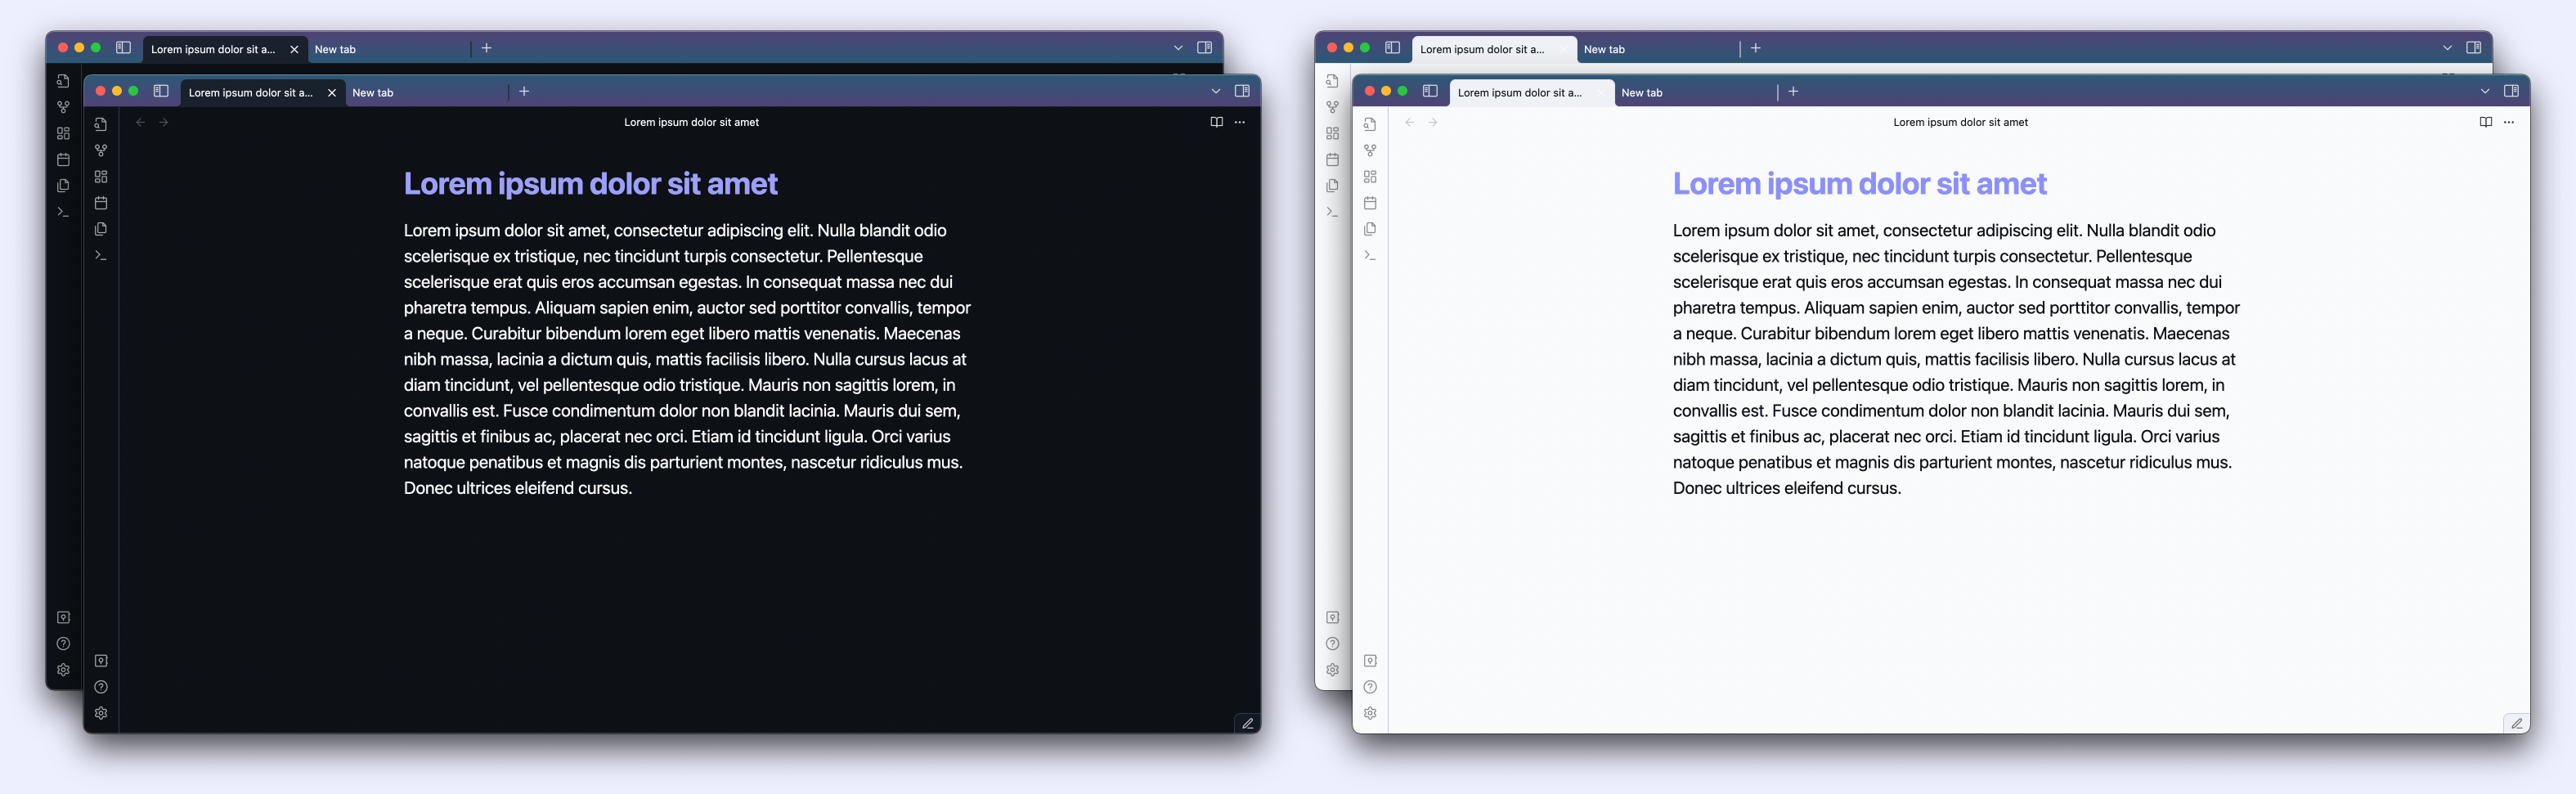 Lorem ipsum dolor sit a...
New tab
Lorem ipsum dolor sit a...
New tab
Lorem ipsum dolor sit amet
Lorem ipsum dolor sit amet
Lorem ipsum dolor sit amet, consectetur adipiscing elit. Nulla blandit odio
scelerisque ex tristique, nec tincidunt turpis consectetur. Pellentesque
scelerisque erat quis eros accumsan egestas. In consequat massa nec dui
pharetra tempus. Aliquam sapien enim, auctor sed porttitor convallis, tempor
a neque. Curabitur bibendum lorem eget libero mattis venenatis. Maecenas
nibh massa, lacinia a dictum quis, mattis facilisis libero. Nulla cursus lacus at
diam tincidunt, vel pellentesque odio tristique. Mauris non sagittis lorem, in
convallis est. Fusce condimentum dolor non blandit lacinia. Mauris dui sem,
sagittis et finibus ac, placerat nec orci. Etiam id tincidunt ligula. Orci varius
natoque penatibus et magnis dis parturient montes, nascetur ridiculus mus.
Donec ultrices eleifend cursus.
Lorem ipsum dolor sit a...
New tab
Lorem ipsum dolor sit a...
New tab
Lorem ipsum dolor sit amet
Lorem ipsum dolor sit amet
Lorem ipsum dolor sit amet, consectetur adipiscing elit. Nulla blandit odio
scelerisque ex tristique, nec tincidunt turpis consectetur. Pellentesque
scelerisque erat quis eros accumsan egestas. In consequat massa nec dui
pharetra tempus. Aliquam sapien enim, auctor sed porttitor convallis, tempor
a neque. Curabitur bibendum lorem eget libero mattis venenatis. Maecenas
nibh massa, lacinia a dictum quis, mattis facilisis libero. Nulla cursus lacus at
diam tincidunt, vel pellentesque odio tristique. Mauris non sagittis lorem, in
convallis est. Fusce condimentum dolor non blandit lacinia. Mauris dui sem,
sagittis et finibus ac, placerat nec orci. Etiam id tincidunt ligula. Orci varius
natoque penatibus et magnis dis parturient montes, nascetur ridiculus mus.
Donec ultrices eleifend cursus.